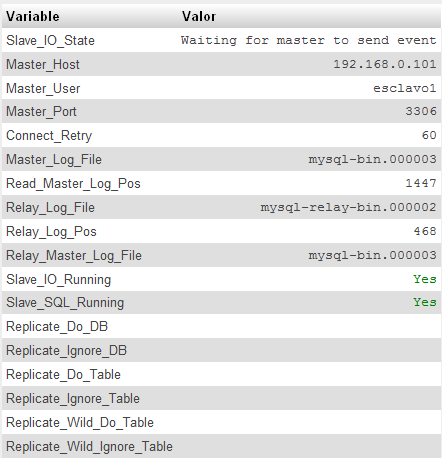 Variable Valor
Slave_IO_State Waiting for master to send event
Master_Host 192.168.0.101
Master_User esclavo1
Master_Port 3306
Connect_Retry 60
Master_Log_File mysql-bin.000003
Read_Master_Log_Pos 1447
Relay_Log_File mysql-relay-bin.000002
Relay_Log_Pos 468
Relay_Master_Log_File mysql-bin.000003
Slave_IO_Running Yes
Slave_SQL_Running Yes
Replicate_Do_DB
Replicate_Ignore_DB
Replicate_Do_Table
Replicate_Ignore_Table
Replicate_Wild_Do_Table
Replicate_Wild_Ignore_Table